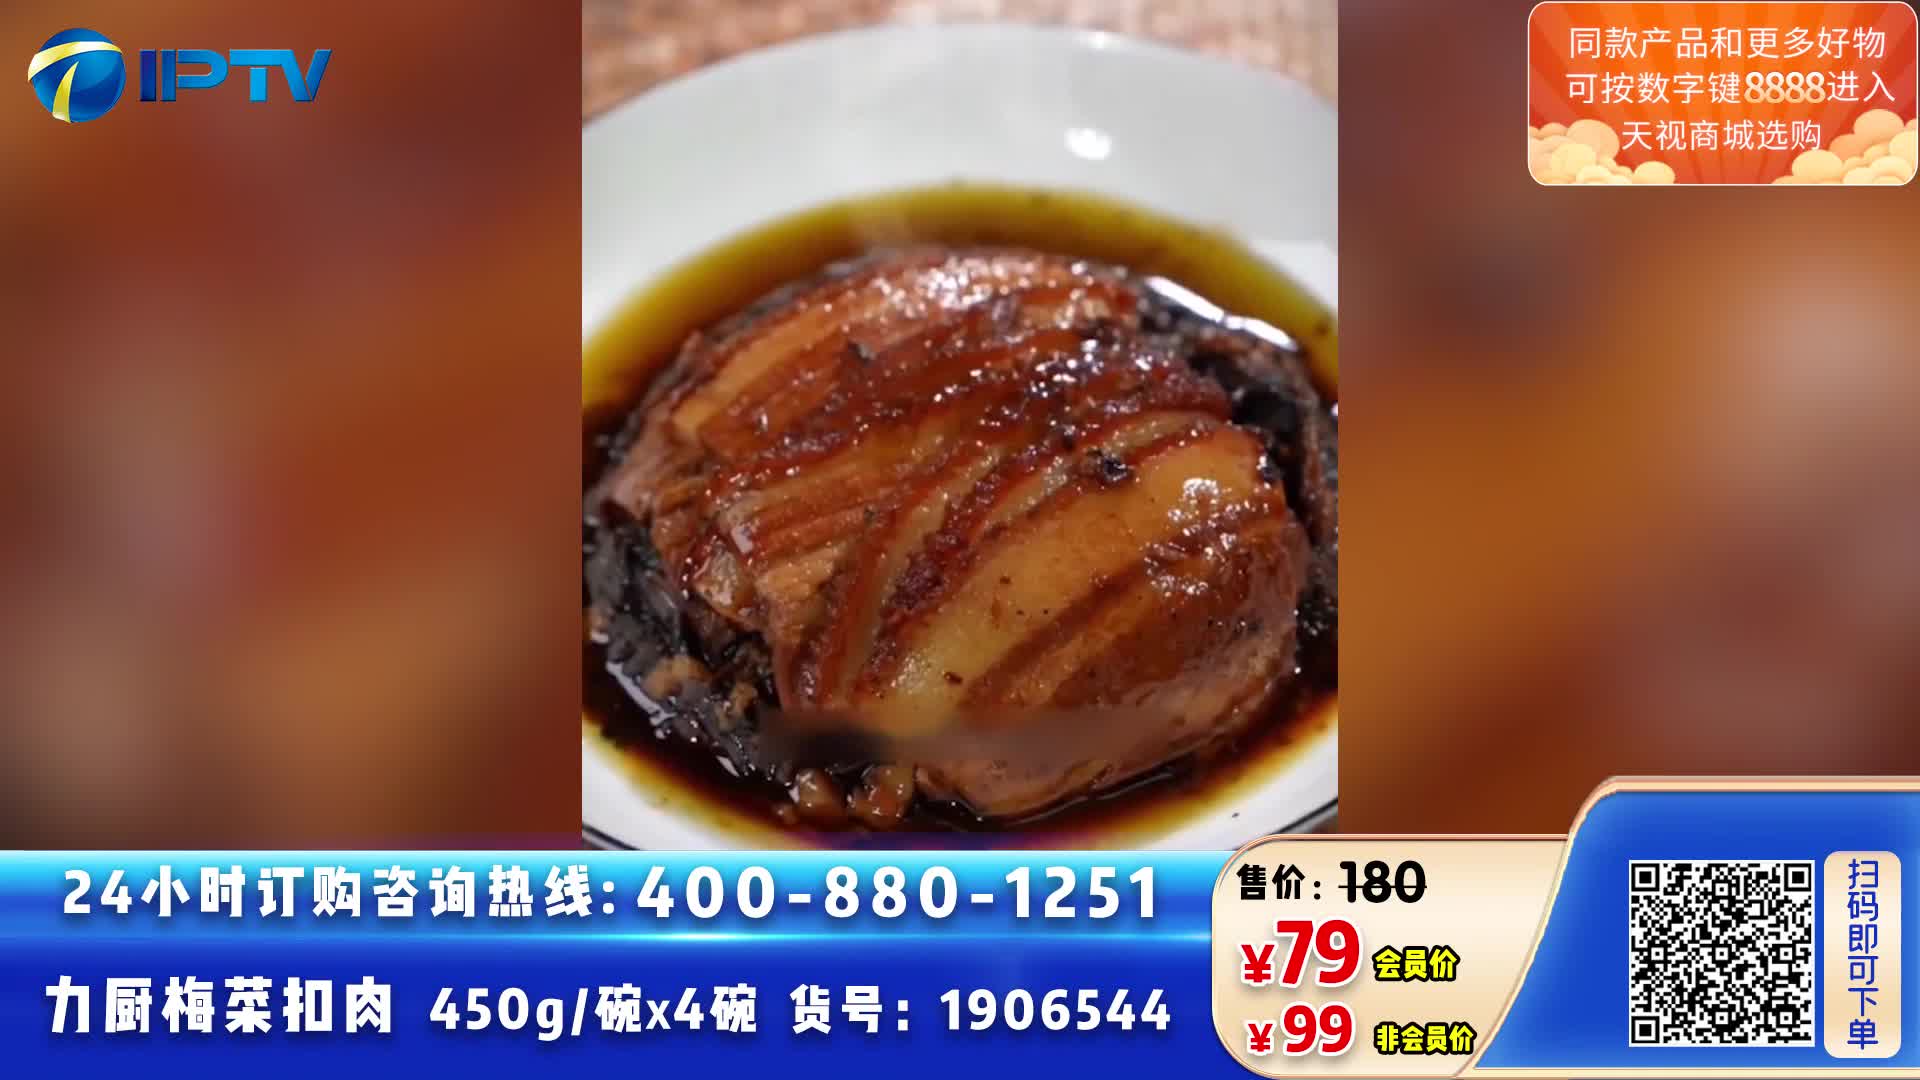 IPTV
同款产品和更多好物
可按数字键8888进入
天视商城选购
24小时订购咨询热线:400-880-1251
力厨梅菜扣肉 450g/碗x4碗 货号：1906544
售价：180
¥79 会员价
¥99 非会员价
扫码即可下单